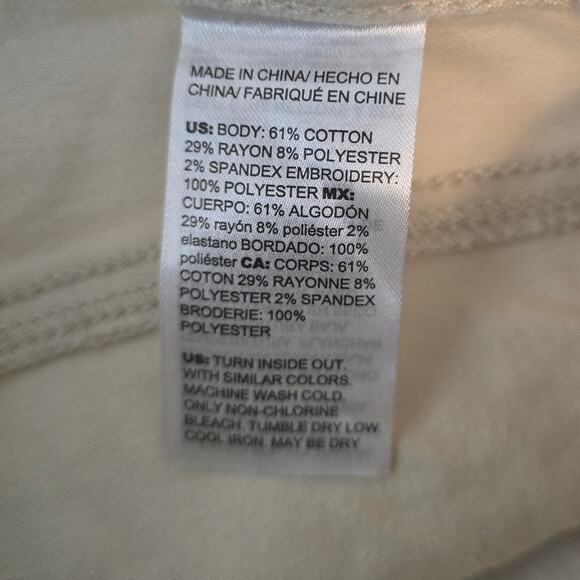 MADE IN CHINA/ HECHO EN
CHINA/ FABRIQUÉ EN CHINE
US: BODY: 61% COTTON
29% RAYON 8% POLYESTER
2% SPANDEX EMBROIDERY:
100% POLYESTER MX:
CUERPO: 61% ALGODÓN
29% rayón 8% poliéster 2%
elastano BORDADO: 100%
poliéster CA: CORPS: 61%
COTON 29% RAYONNE 8%
POLYESTER 2% SPANDEX
BRODERIE: 100%
POLYESTER
US: TURN INSIDE OUT.
WITH SIMILAR COLORS.
MACHINE WASH COLD.
ONLY NON-CHLORINE
BLEACH. TUMBLE DRY LOW.
COOL IRON. MAY BE DRY